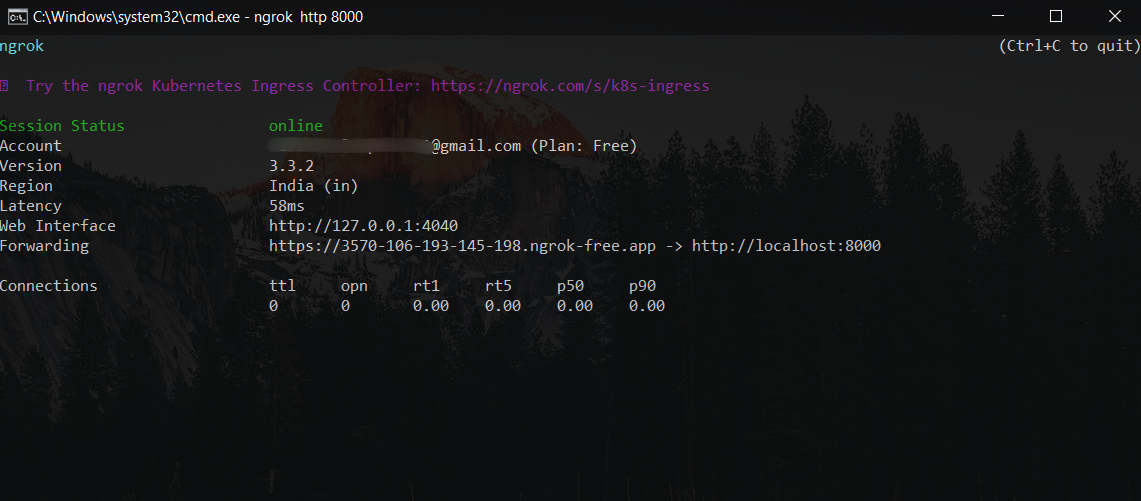 C:\Windows\system32\cmd.exe - ngrok http 8000
ngrok (Ctrl+C to quit)
Try the ngrok Kubernetes Ingress Controller: https://ngrok.com/s/k8s-ingress
Session Status online
Account @gmail.com (Plan: Free)
Version 3.3.2
Region India (in)
Latency 58ms
Web Interface http://127.0.0.1:4040
Forwarding https://3570-106-193-145-198.ngrok-free.app -> http://localhost:8000
Connections ttl opn rt1 rt5 p50 p90
0 0 0.00 0.00 0.00 0.00